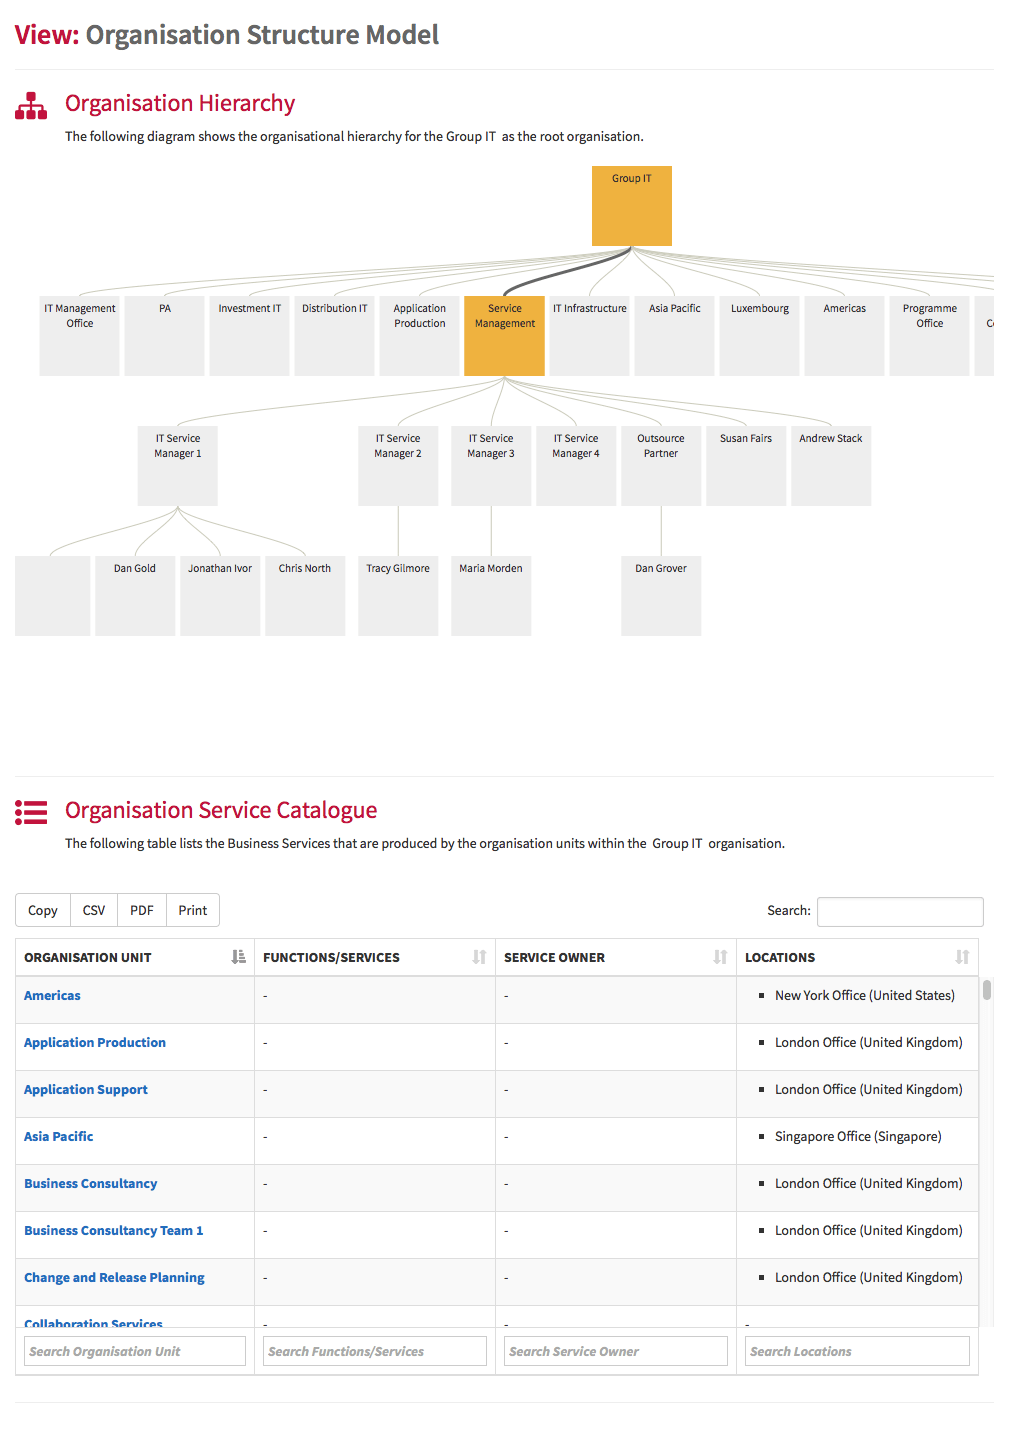 View: Organisation Structure Model
Organisation Hierarchy
The following diagram shows the organisational hierarchy for the Group IT as the root organisation.
Group IT
IT Management
Office
PA
Investment IT
Distribution IT
Application
Production
Service
Management
IT Infrastructure
Asia Pacific
Luxembourg
Americas
Programme
Office
IT Service
Manager 1
IT Service
Manager 2
IT Service
Manager 3
IT Service
Manager 4
Outsource
Partner
Susan Fairs
Andrew Stack
Dan Gold
Jonathan Ivor
Chris North
Tracy Gilmore
Maria Morden
Dan Grover
Organisation Service Catalogue
The following table lists the Business Services that are produced by the organisation units within the Group IT organisation.
Copy CSV PDF Print Search:
ORGANISATION UNIT FUNCTIONS/SERVICES SERVICE OWNER LOCATIONS
Americas - - ▪ New York Office (United States)
Application Production - - ▪ London Office (United Kingdom)
Application Support - - ▪ London Office (United Kingdom)
Asia Pacific - - ▪ Singapore Office (Singapore)
Business Consultancy - - ▪ London Office (United Kingdom)
Business Consultancy Team 1 - - ▪ London Office (United Kingdom)
Change and Release Planning - - ▪ London Office (United Kingdom)
Collaboration Services - - -
Search Organisation Unit Search Functions/Services Search Service Owner Search Locations